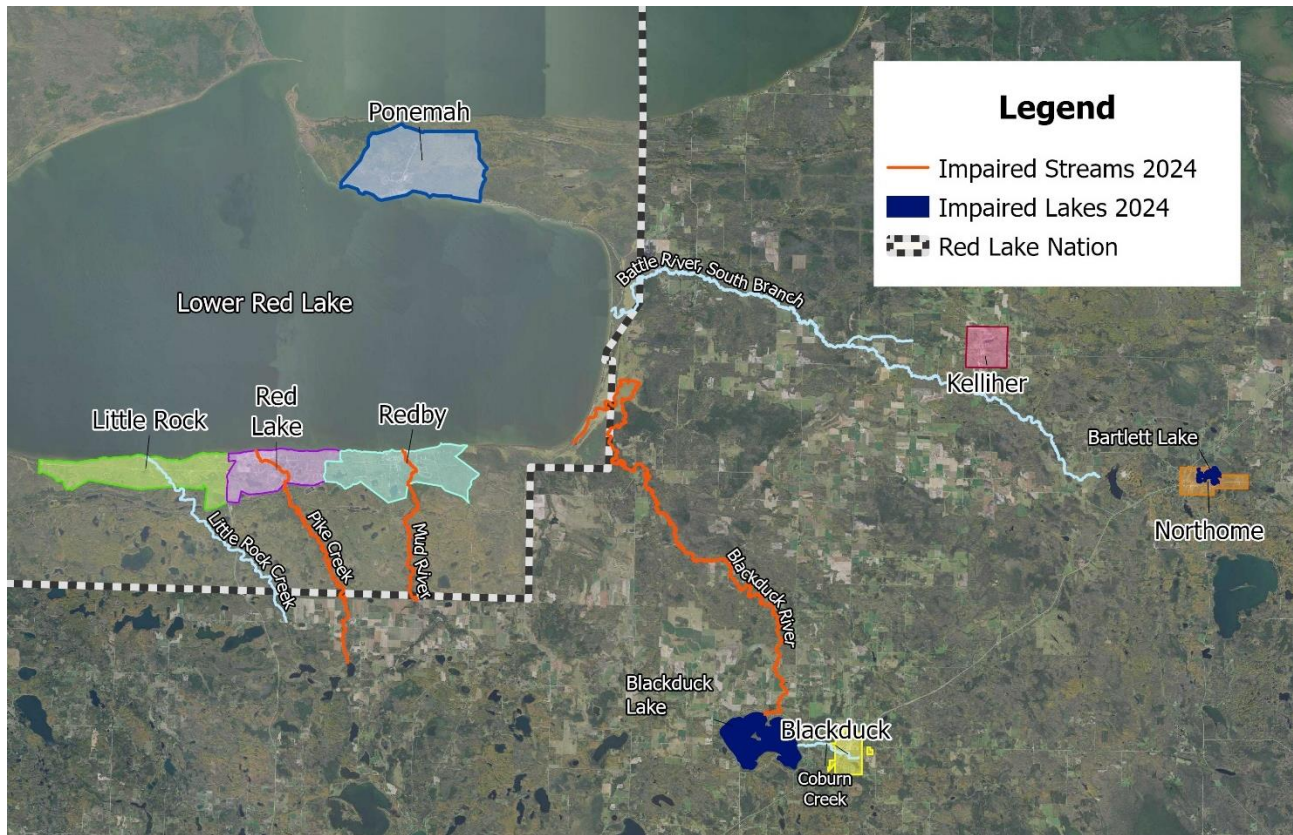 Ponemah
Legend
Impaired Streams 2024
Impaired Lakes 2024
Red Lake Nation
Battle River, South Branch
Lower Red Lake
Kelliher
Little Rock
Red
Lake
Redby
Bartlett Lake
Northome
Little Rock Creek
Pike Creek
Mud River
Blackduck River
Blackduck
Lake
Blackduck
Coburn
Creek